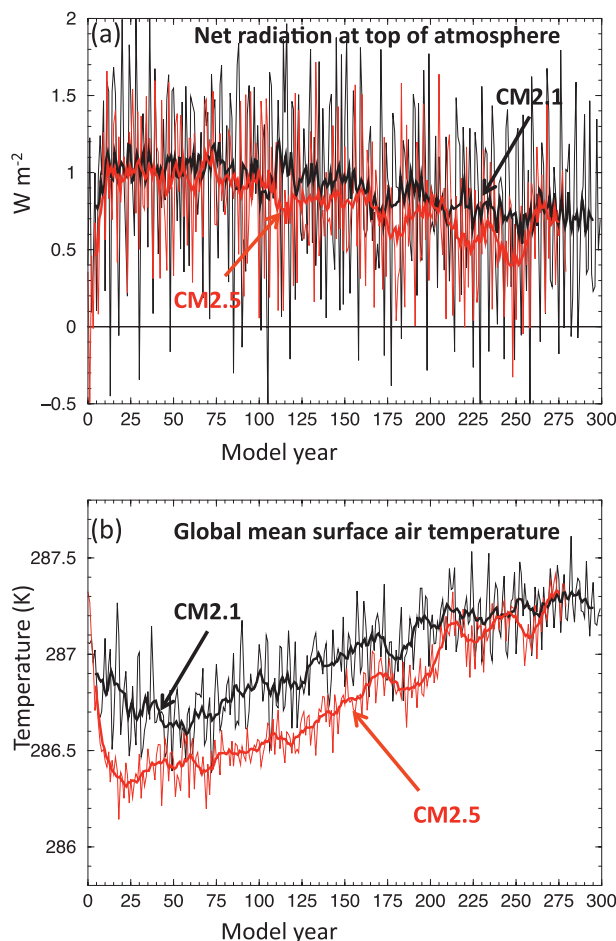 (a) Net radiation at top of atmosphere
2
1.5
1
0.5
0
−0.5
W m⁻²
CM2.1
CM2.5
0 25 50 75 100 125 150 175 200 225 250 275 300
Model year
(b) Global mean surface air temperature
287.5
287
286.5
286
Temperature (K)
CM2.1
CM2.5
0 25 50 75 100 125 150 175 200 225 250 275 300
Model year